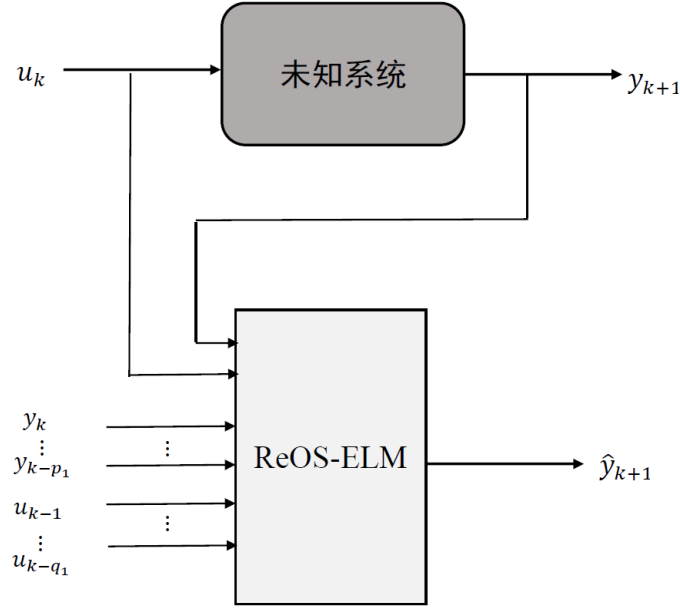 u_k
未知系统
y_{k+1}
y_k
⋮
⋮
y_{k-p_1}
ReOS-ELM
ŷ_{k+1}
u_{k-1}
⋮
⋮
u_{k-q_1}